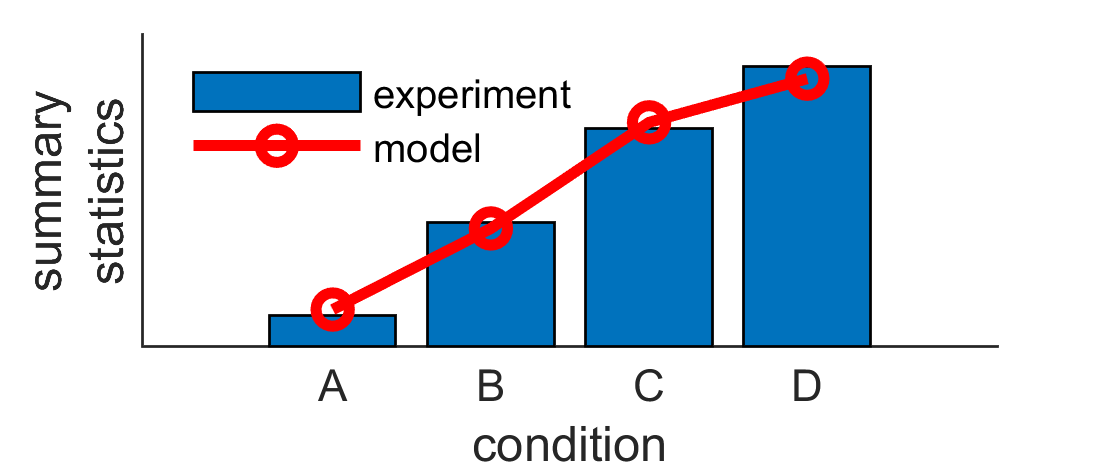 summary
statistics
experiment
model
A B C D
condition